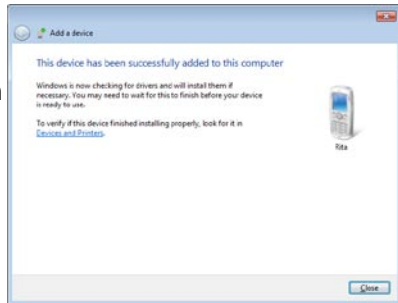 Add a device
This device has been successfully added to this computer
Windows is now checking for drivers and will install them if
necessary. You may need to wait for this to finish before your device
is ready to use.
To verify if this device finished installing properly, look for it in
Devices and Printers.
Rita
Close